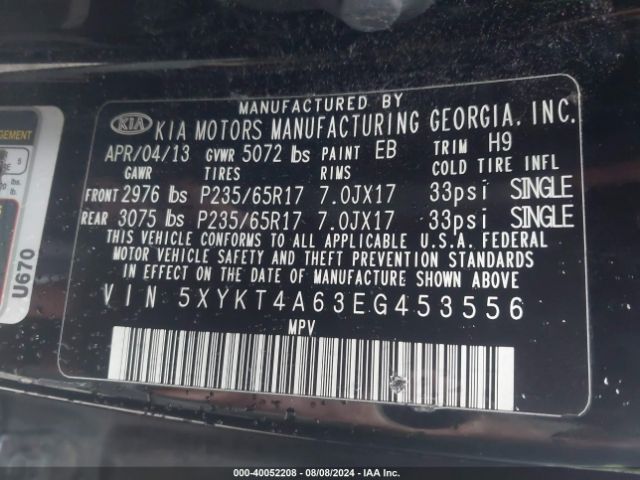 MANUFACTURED BY
KIA KIA MOTORS MANUFACTURING GEORGIA, INC.
APR/04/13 GVWR 5072 lbs PAINT EB TRIM H9
GAWR TIRES RIMS COLD TIRE INFL
FRONT 2976 lbs P235/65R17 7.0JX17 33psi SINGLE
REAR 3075 lbs P235/65R17 7.0JX17 33psi SINGLE
THIS VEHICLE CONFORMS TO ALL APPLICABLE U.S.A. FEDERAL
MOTOR VEHICLE SAFETY AND THEFT PREVENTION STANDARDS
IN EFFECT ON THE DATE OF MANUFACTURE SHOWN ABOVE
VIN 5XYKT4A63EG453556
MPV
U670
000-40052208 - 08/08/2024 - IAA Inc.